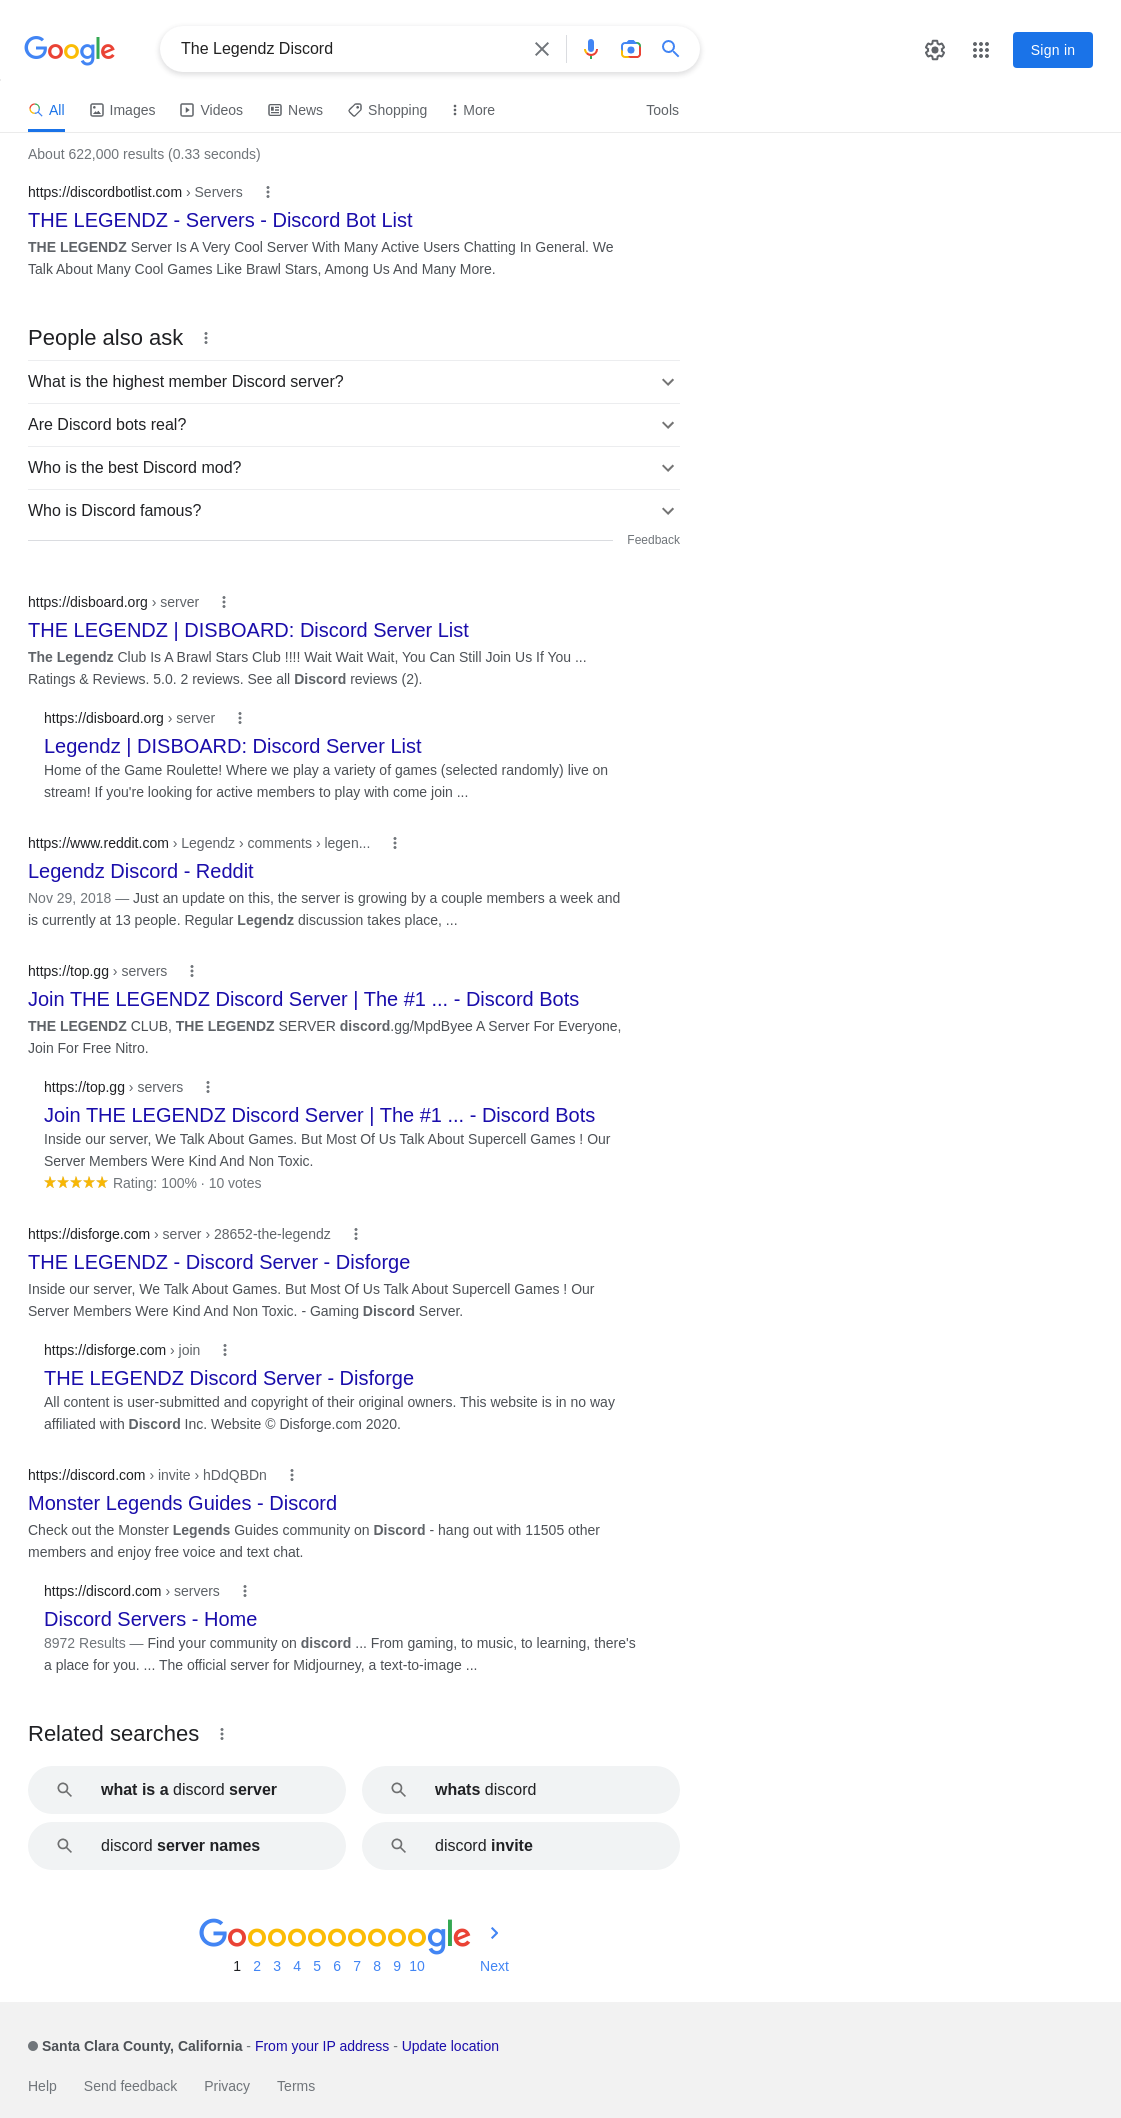 Google
The Legendz Discord
Sign in
All
Images
Videos
News
Shopping
More
Tools
About 622,000 results (0.33 seconds)
https://discordbotlist.com › Servers
THE LEGENDZ - Servers - Discord Bot List
THE LEGENDZ Server Is A Very Cool Server With Many Active Users Chatting In General. We
Talk About Many Cool Games Like Brawl Stars, Among Us And Many More.
People also ask
What is the highest member Discord server?
Are Discord bots real?
Who is the best Discord mod?
Who is Discord famous?
Feedback
https://disboard.org › server
THE LEGENDZ | DISBOARD: Discord Server List
The Legendz Club Is A Brawl Stars Club !!!! Wait Wait Wait, You Can Still Join Us If You ...
Ratings & Reviews. 5.0. 2 reviews. See all Discord reviews (2).
https://disboard.org › server
Legendz | DISBOARD: Discord Server List
Home of the Game Roulette! Where we play a variety of games (selected randomly) live on
stream! If you're looking for active members to play with come join ...
https://www.reddit.com › Legendz › comments › legen...
Legendz Discord - Reddit
Nov 29, 2018 — Just an update on this, the server is growing by a couple members a week and
is currently at 13 people. Regular Legendz discussion takes place, ...
https://top.gg › servers
Join THE LEGENDZ Discord Server | The #1 ... - Discord Bots
THE LEGENDZ CLUB, THE LEGENDZ SERVER discord.gg/MpdByee A Server For Everyone,
Join For Free Nitro.
https://top.gg › servers
Join THE LEGENDZ Discord Server | The #1 ... - Discord Bots
Inside our server, We Talk About Games. But Most Of Us Talk About Supercell Games ! Our
Server Members Were Kind And Non Toxic.
Rating: 100% · 10 votes
https://disforge.com › server › 28652-the-legendz
THE LEGENDZ - Discord Server - Disforge
Inside our server, We Talk About Games. But Most Of Us Talk About Supercell Games ! Our
Server Members Were Kind And Non Toxic. - Gaming Discord Server.
https://disforge.com › join
THE LEGENDZ Discord Server - Disforge
All content is user-submitted and copyright of their original owners. This website is in no way
affiliated with Discord Inc. Website © Disforge.com 2020.
https://discord.com › invite › hDdQBDn
Monster Legends Guides - Discord
Check out the Monster Legends Guides community on Discord - hang out with 11505 other
members and enjoy free voice and text chat.
https://discord.com › servers
Discord Servers - Home
8972 Results — Find your community on discord ... From gaming, to music, to learning, there's
a place for you. ... The official server for Midjourney, a text-to-image ...
Related searches
what is a discord server
whats discord
discord server names
discord invite
Goooooooooogle
1 2 3 4 5 6 7 8 9 10 Next
Santa Clara County, California - From your IP address - Update location
Help Send feedback Privacy Terms